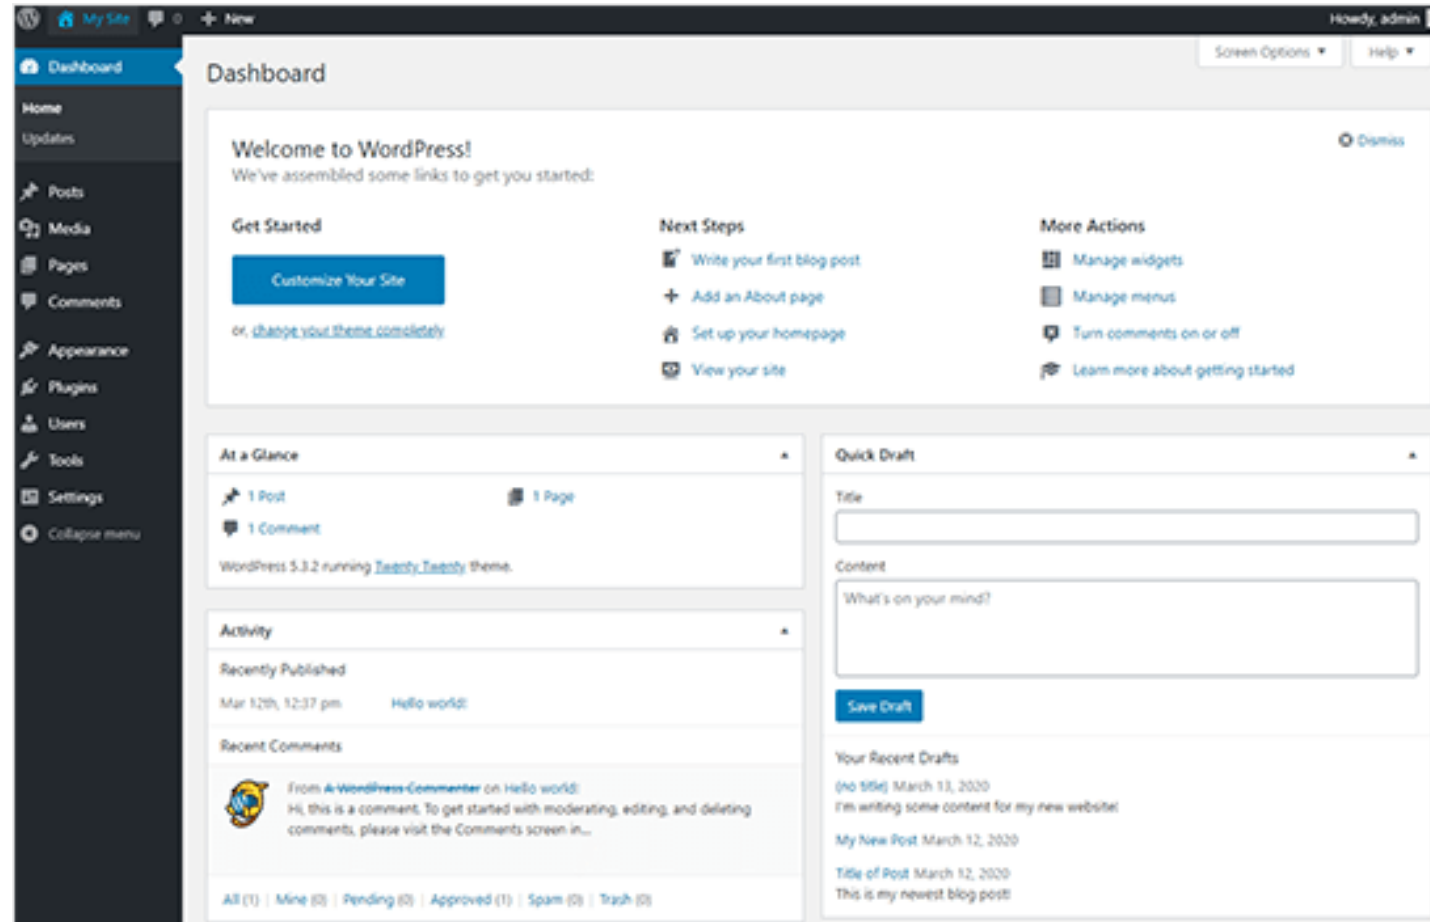 My Site 0 New Howdy, admin
Dashboard
Home
Updates
Posts
Media
Pages
Comments
Appearance
Plugins
Users
Tools
Settings
Collapse menu
Screen Options Help
Dashboard
Welcome to WordPress!
We've assembled some links to get you started:
Dismiss
Get Started
Customize Your Site
or, change your theme completely
Next Steps
Write your first blog post
Add an About page
Set up your homepage
View your site
More Actions
Manage widgets
Manage menus
Turn comments on or off
Learn more about getting started
At a Glance
1 Post 1 Page
1 Comment
WordPress 5.3.2 running Twenty Twenty theme.
Activity
Recently Published
Mar 12th, 12:37 pm Hello world!
Recent Comments
From A WordPress Commenter on Hello world!
Hi, this is a comment. To get started with moderating, editing, and deleting
comments, please visit the Comments screen in...
All (1) | Mine (0) | Pending (0) | Approved (1) | Spam (0) | Trash (0)
Quick Draft
Title
Content
What's on your mind?
Save Draft
Your Recent Drafts
(no title) March 13, 2020
I'm writing some content for my new website!
My New Post March 12, 2020
Title of Post March 12, 2020
This is my newest blog post!